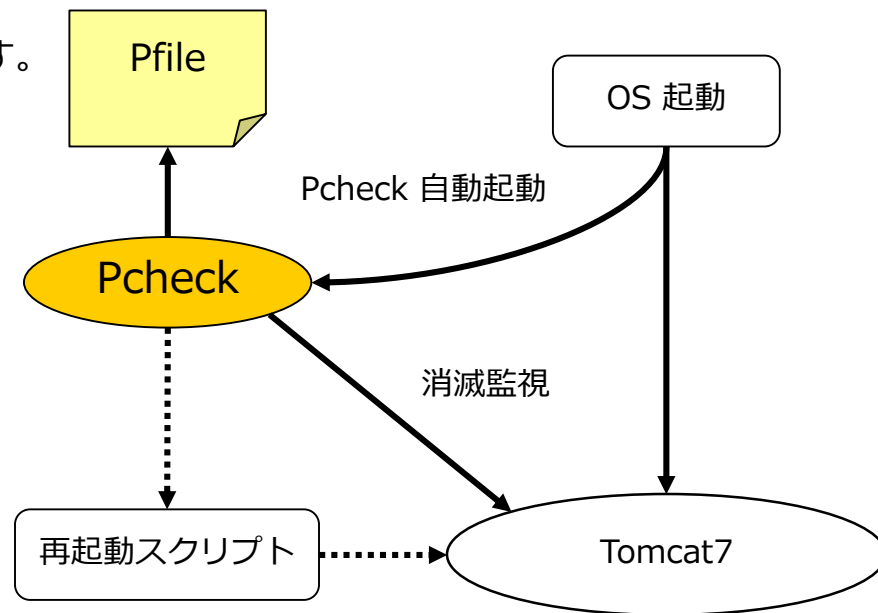 す。
Pfile
OS 起動
Pcheck 自動起動
Pcheck
消滅監視
再起動スクリプト
Tomcat7